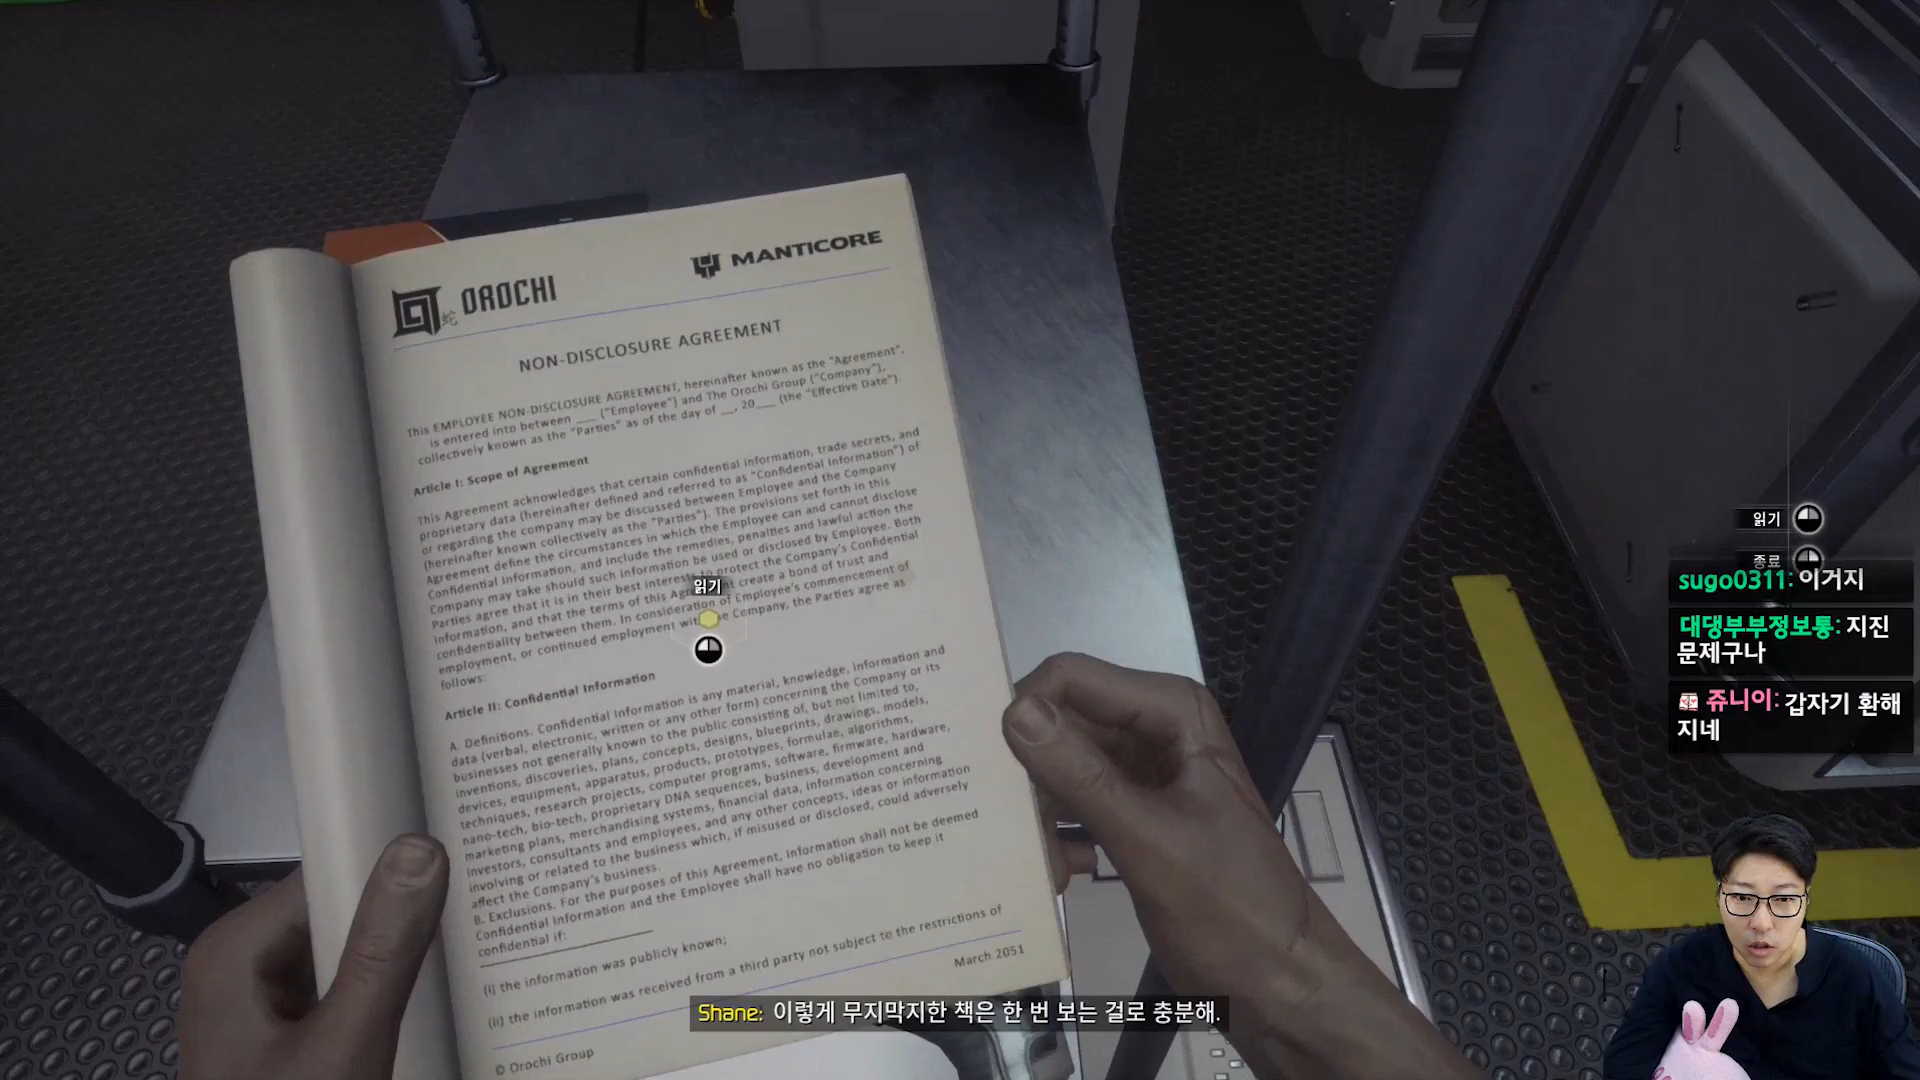 OROCHI
蛇
MANTICORE
NON-DISCLOSURE AGREEMENT
This EMPLOYEE NON-DISCLOSURE AGREEMENT, hereinafter known as the "Agreement",
is entered into between ___ ("Employee") and The Orochi Group ("Company"),
collectively known as the "Parties" as of the day of __, 20___ (the "Effective Date").
Article I: Scope of Agreement
This Agreement acknowledges that certain confidential information, trade secrets, and
proprietary data (hereinafter defined and referred to as "Confidential Information") of
or regarding the company may be discussed between Employee and the Company
(hereinafter known collectively as the "Parties"). The provisions set forth in this
Agreement define the circumstances in which the Employee can and cannot disclose
Confidential Information, and include the remedies, penalties and lawful action the
Company may take should such information be used or disclosed by Employee. Both
Parties agree that it is in their best interests to protect the Company's Confidential
Information, and that the terms of this Agreement create a bond of trust and
confidentiality between them. In consideration of Employee's commencement of
employment, or continued employment with the Company, the Parties agree as
follows:
Article II: Confidential Information
A. Definitions. Confidential Information is any material, knowledge, information and
data (verbal, electronic, written or any other form) concerning the Company or its
businesses not generally known to the public consisting of, but not limited to,
inventions, discoveries, plans, concepts, designs, blueprints, drawings, models,
devices, equipment, apparatus, products, prototypes, formulae, algorithms,
techniques, research projects, computer programs, software, firmware, hardware,
nano-tech, bio-tech, proprietary DNA sequences, business, development and
marketing plans, merchandising systems, financial data, information concerning
investors, consultants and employees, and any other concepts, ideas or information
involving or related to the business which, if misused or disclosed, could adversely
affect the Company's business.
B. Exclusions. For the purposes of this Agreement, information shall not be deemed
Confidential Information and the Employee shall have no obligation to keep it
confidential if:
(i) the information was publicly known;
(ii) the information was received from a third party not subject to the restrictions of
March 2051
© Orochi Group
읽기
읽기
종료
sugo0311: 이거지
대댕부부정보통: 지진
문제구나
쥬니이: 갑자기 환해
지네
Shane: 이렇게 무지막지한 책은 한 번 보는 걸로 충분해.